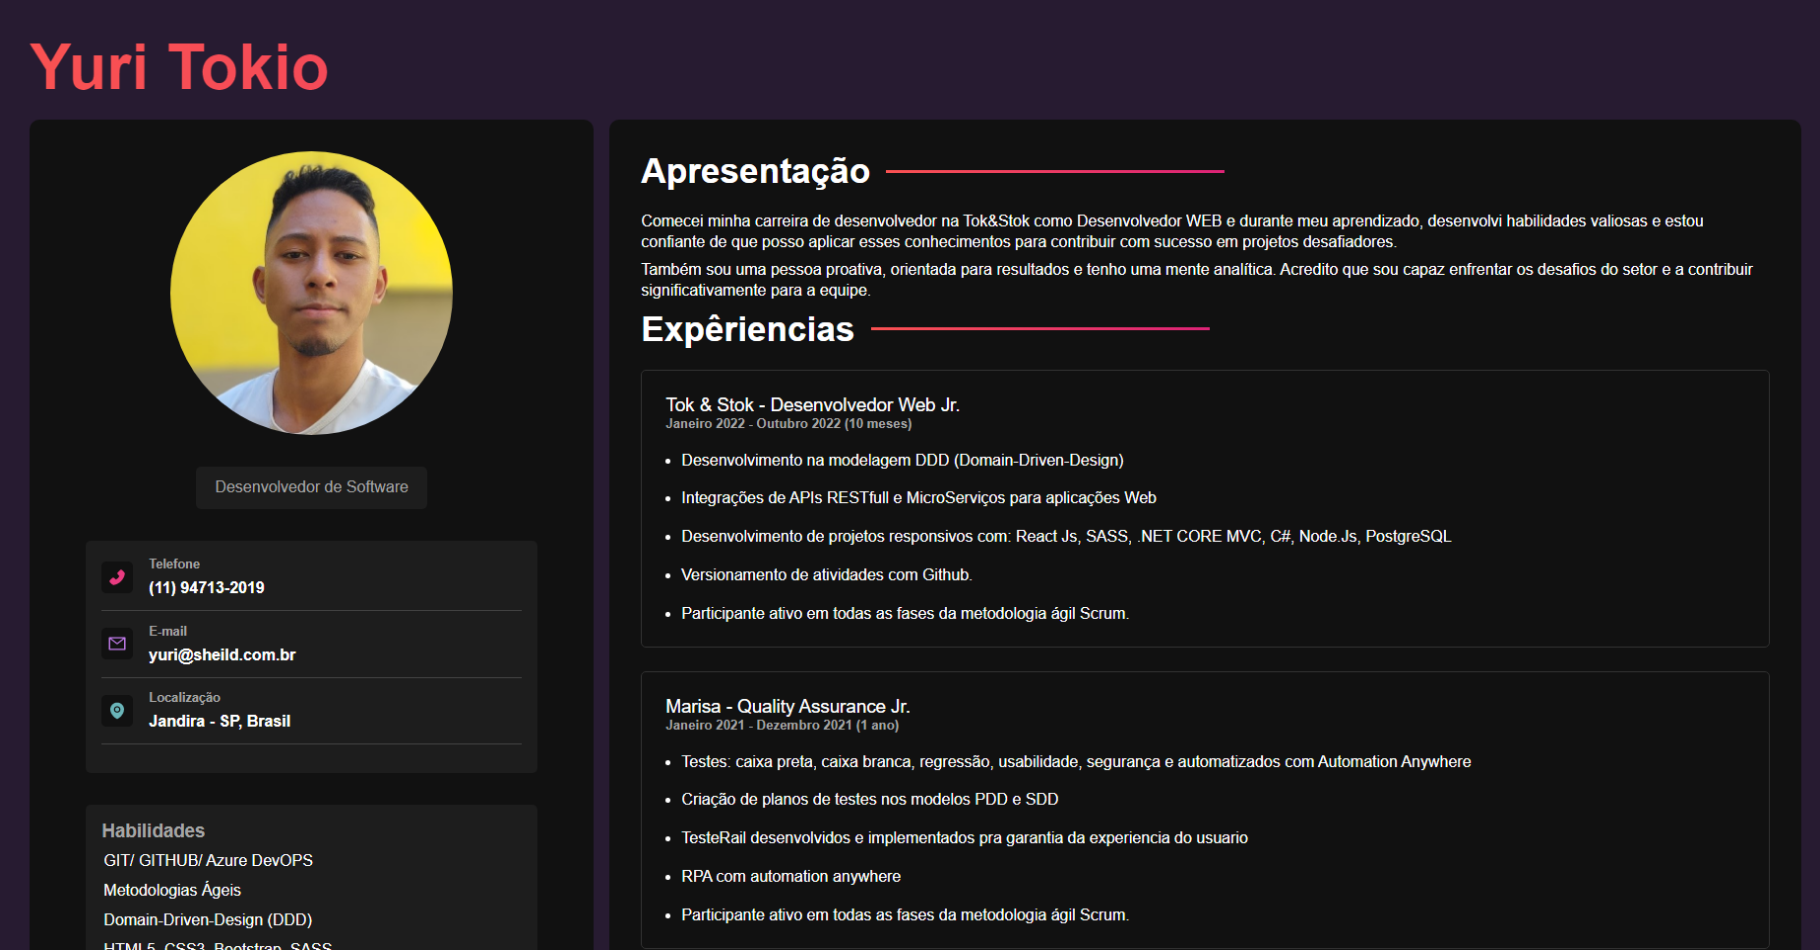 Yuri Tokio
Desenvolvedor de Software
Telefone
(11) 94713-2019
E-mail
yuri@sheild.com.br
Localização
Jandira - SP, Brasil
Habilidades
GIT/ GITHUB/ Azure DevOPS
Metodologias Ágeis
Domain-Driven-Design (DDD)
HTML5, CSS3, Bootstrap, SASS
Apresentação
Comecei minha carreira de desenvolvedor na Tok&Stok como Desenvolvedor WEB e durante meu aprendizado, desenvolvi habilidades valiosas e estou
confiante de que posso aplicar esses conhecimentos para contribuir com sucesso em projetos desafiadores.
Também sou uma pessoa proativa, orientada para resultados e tenho uma mente analítica. Acredito que sou capaz enfrentar os desafios do setor e a contribuir
significativamente para a equipe.
Expêriencias
Tok & Stok - Desenvolvedor Web Jr.
Janeiro 2022 - Outubro 2022 (10 meses)
• Desenvolvimento na modelagem DDD (Domain-Driven-Design)
• Integrações de APIs RESTfull e MicroServiços para aplicações Web
• Desenvolvimento de projetos responsivos com: React Js, SASS, .NET CORE MVC, C#, Node.Js, PostgreSQL
• Versionamento de atividades com Github.
• Participante ativo em todas as fases da metodologia ágil Scrum.
Marisa - Quality Assurance Jr.
Janeiro 2021 - Dezembro 2021 (1 ano)
• Testes: caixa preta, caixa branca, regressão, usabilidade, segurança e automatizados com Automation Anywhere
• Criação de planos de testes nos modelos PDD e SDD
• TesteRail desenvolvidos e implementados pra garantia da experiencia do usuario
• RPA com automation anywhere
• Participante ativo em todas as fases da metodologia ágil Scrum.